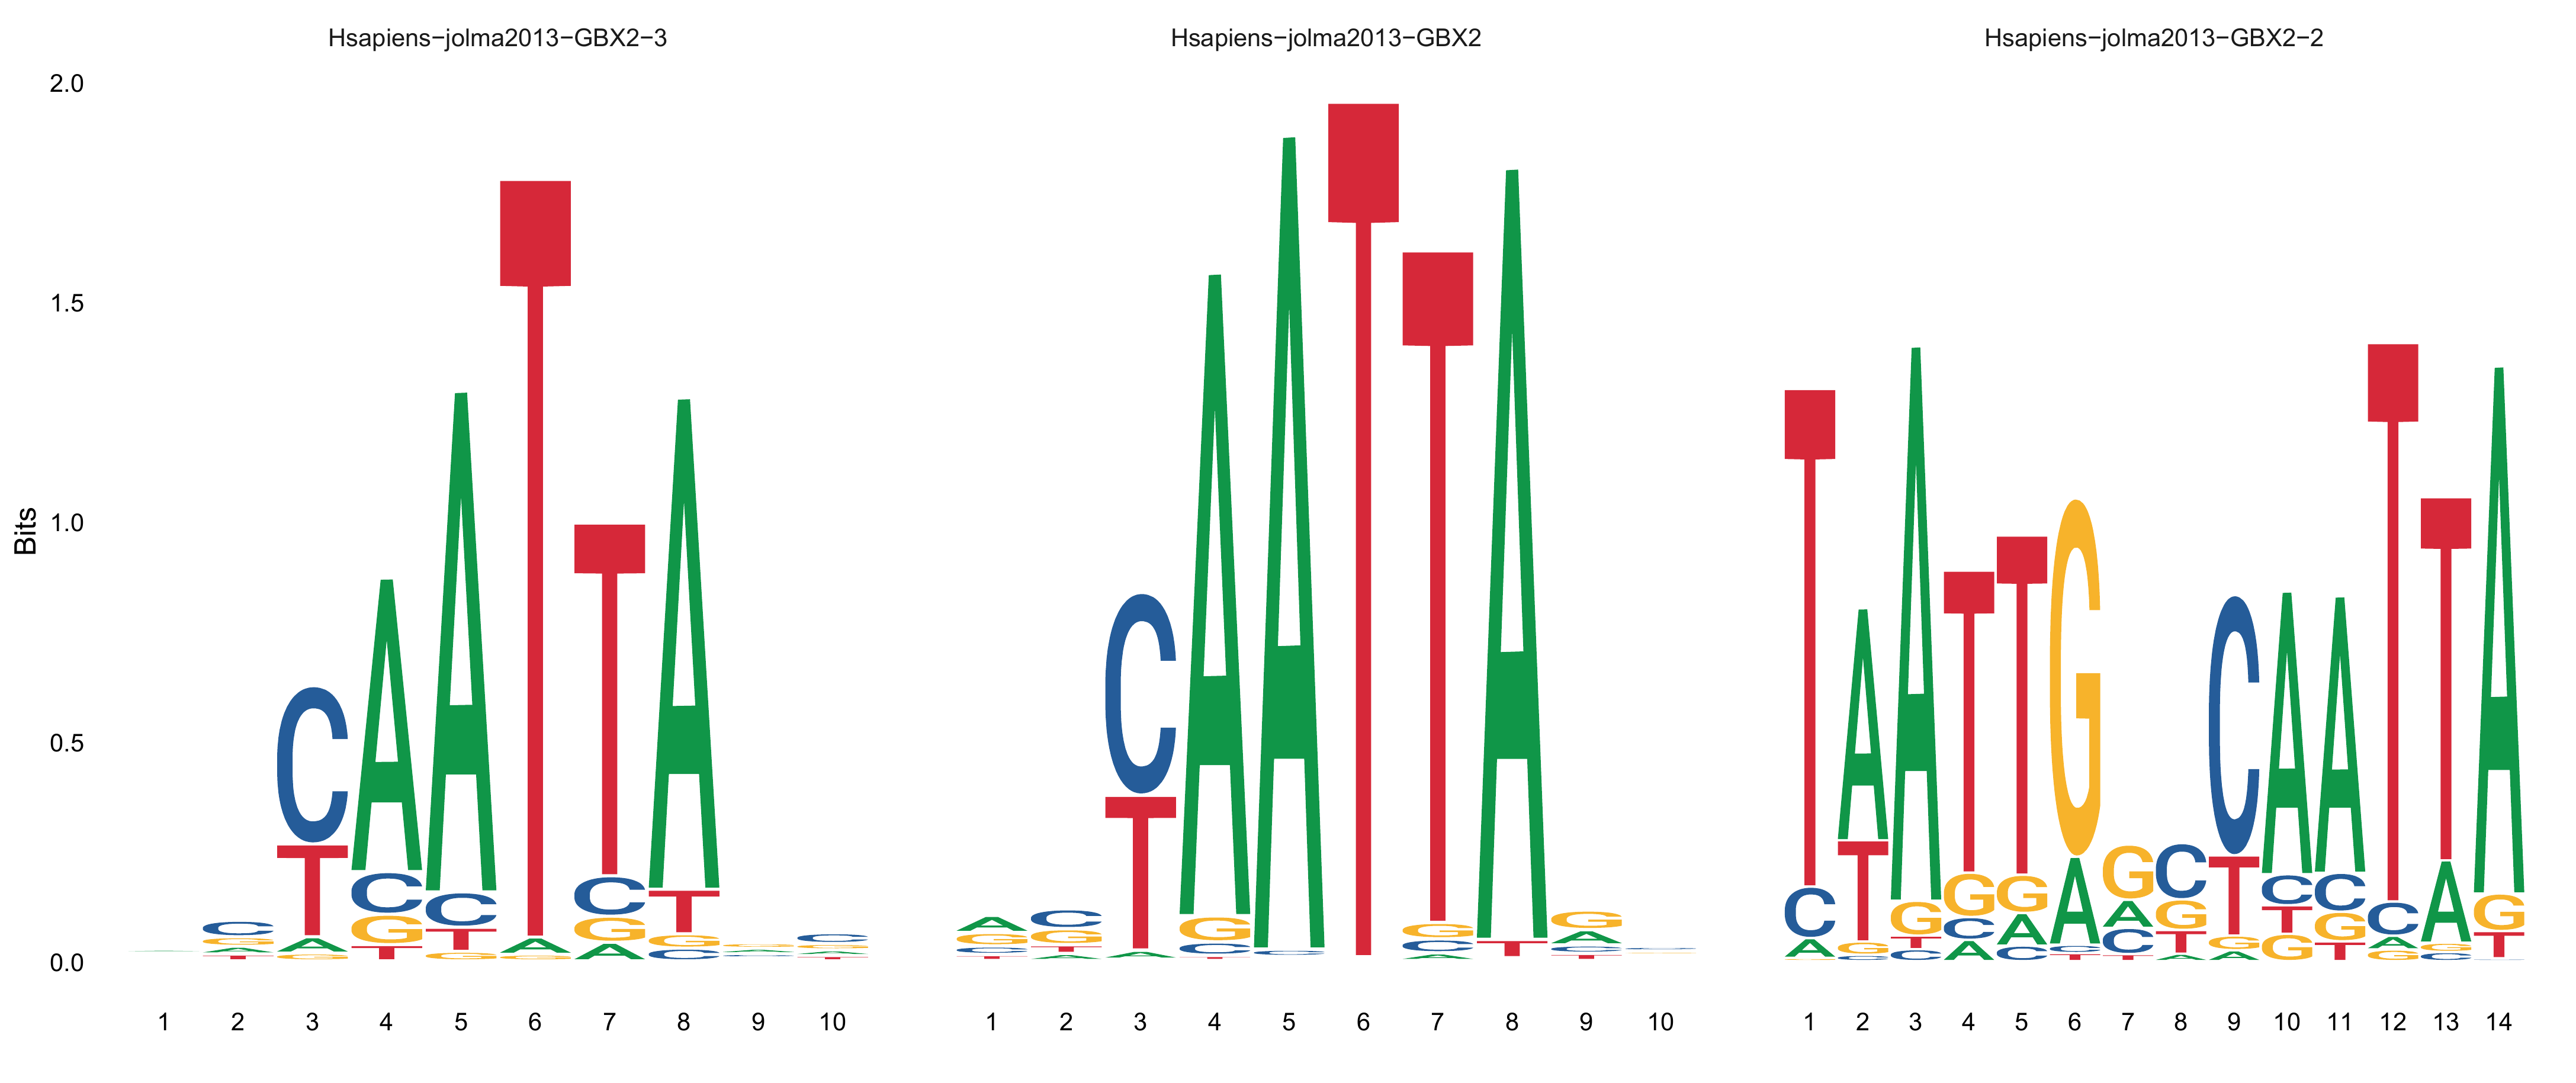 Hsapiens−jolma2013−GBX2−3
Hsapiens−jolma2013−GBX2
Hsapiens−jolma2013−GBX2−2
2.0
1.5
1.0
0.5
0.0
Bits
1 2 3 4 5 6 7 8 9 10
1 2 3 4 5 6 7 8 9 10
1 2 3 4 5 6 7 8 9 10 11 12 13 14